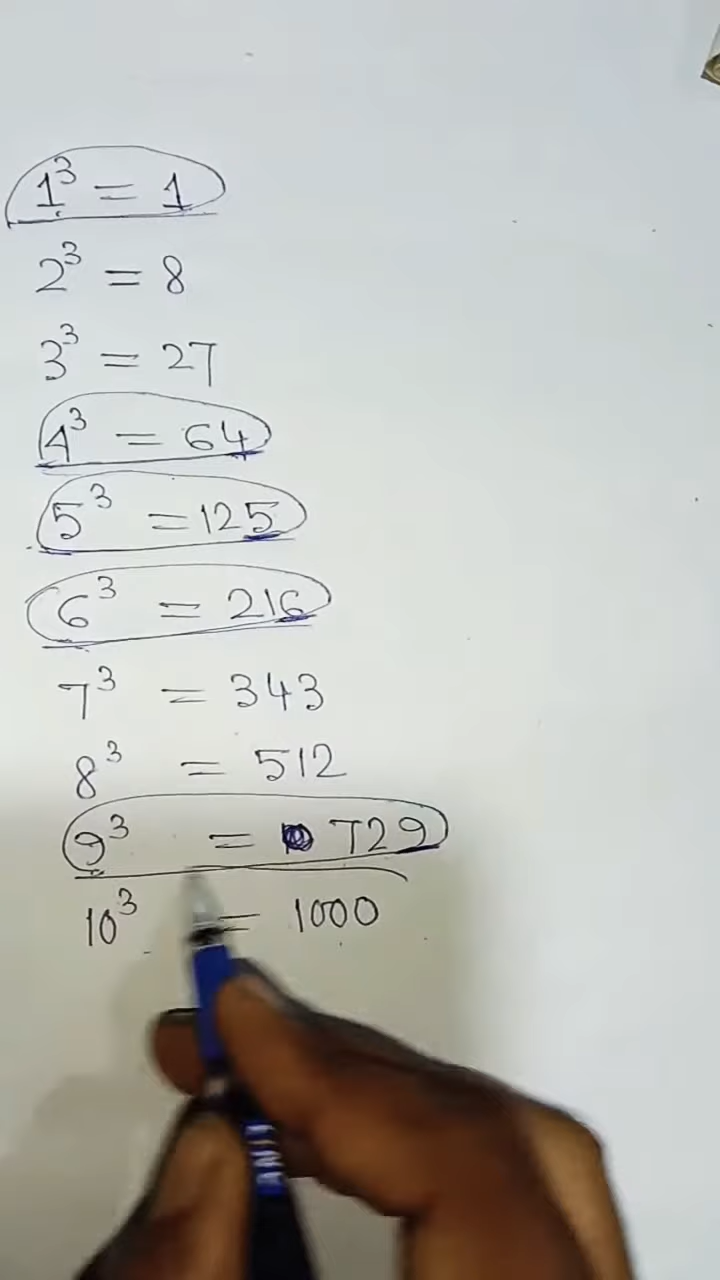 1³ = 1
2³ = 8
3³ = 27
4³ = 64
5³ = 125
6³ = 216
7³ = 343
8³ = 512
9³ = 729
10³ = 1000